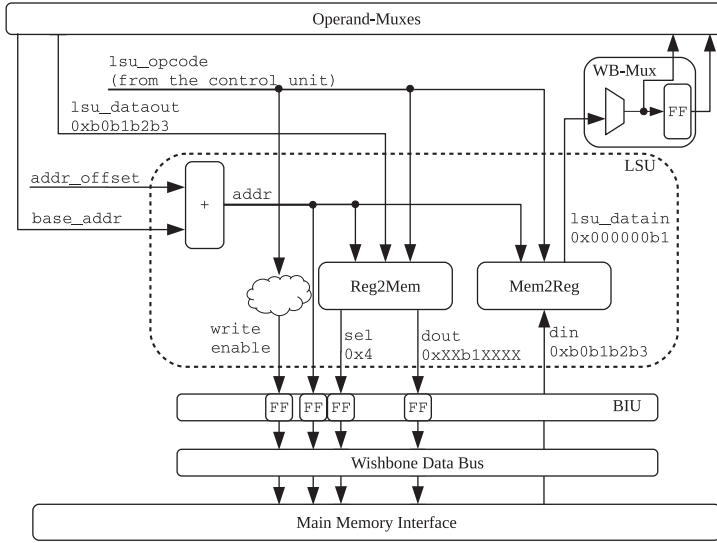 Operand-Muxes
lsu_opcode
(from the control unit)
WB-Mux
FF
lsu_dataout
0xb0b1b2b3
LSU
addr_offset
addr
+
base_addr
lsu_datain
0x000000b1
Reg2Mem
Mem2Reg
write
enable
sel
0x4
dout
0xXXb1XXXX
din
0xb0b1b2b3
FF
FF
FF
FF
BIU
Wishbone Data Bus
Main Memory Interface